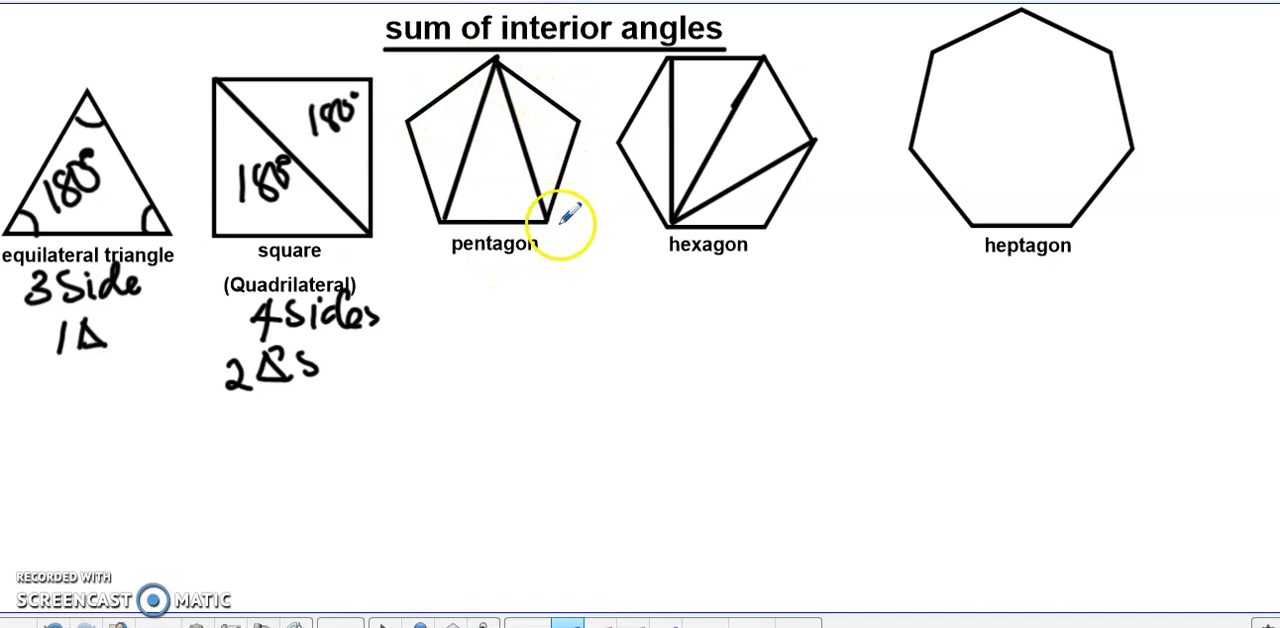 sum of interior angles
180°
180°
180°
equilateral triangle
square
(Quadrilateral)
pentagon
hexagon
heptagon
3 Side
1 Δ
4 Sides
2 Δ's
RECORDED WITH
SCREENCAST MATIC